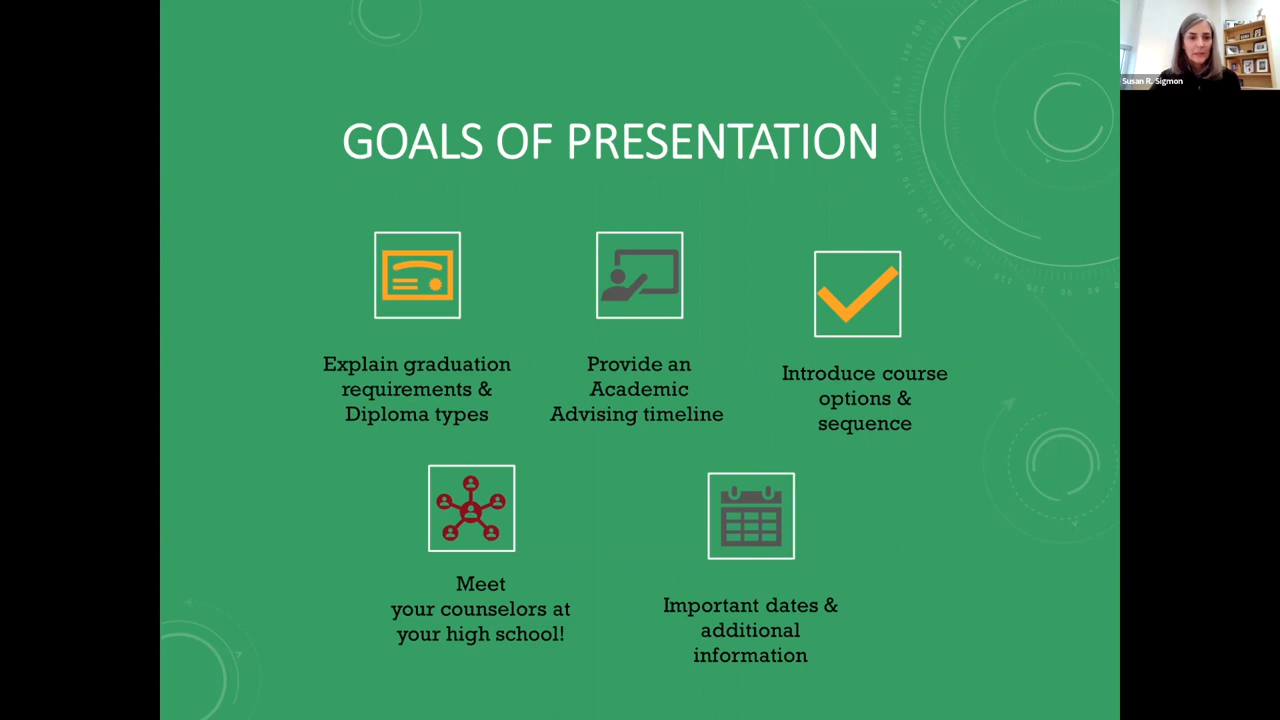 Susan R. Sigmon
GOALS OF PRESENTATION
Explain graduation
requirements &
Diploma types
Provide an
Academic
Advising timeline
Introduce course
options &
sequence
Meet
your counselors at
your high school!
Important dates &
additional
information